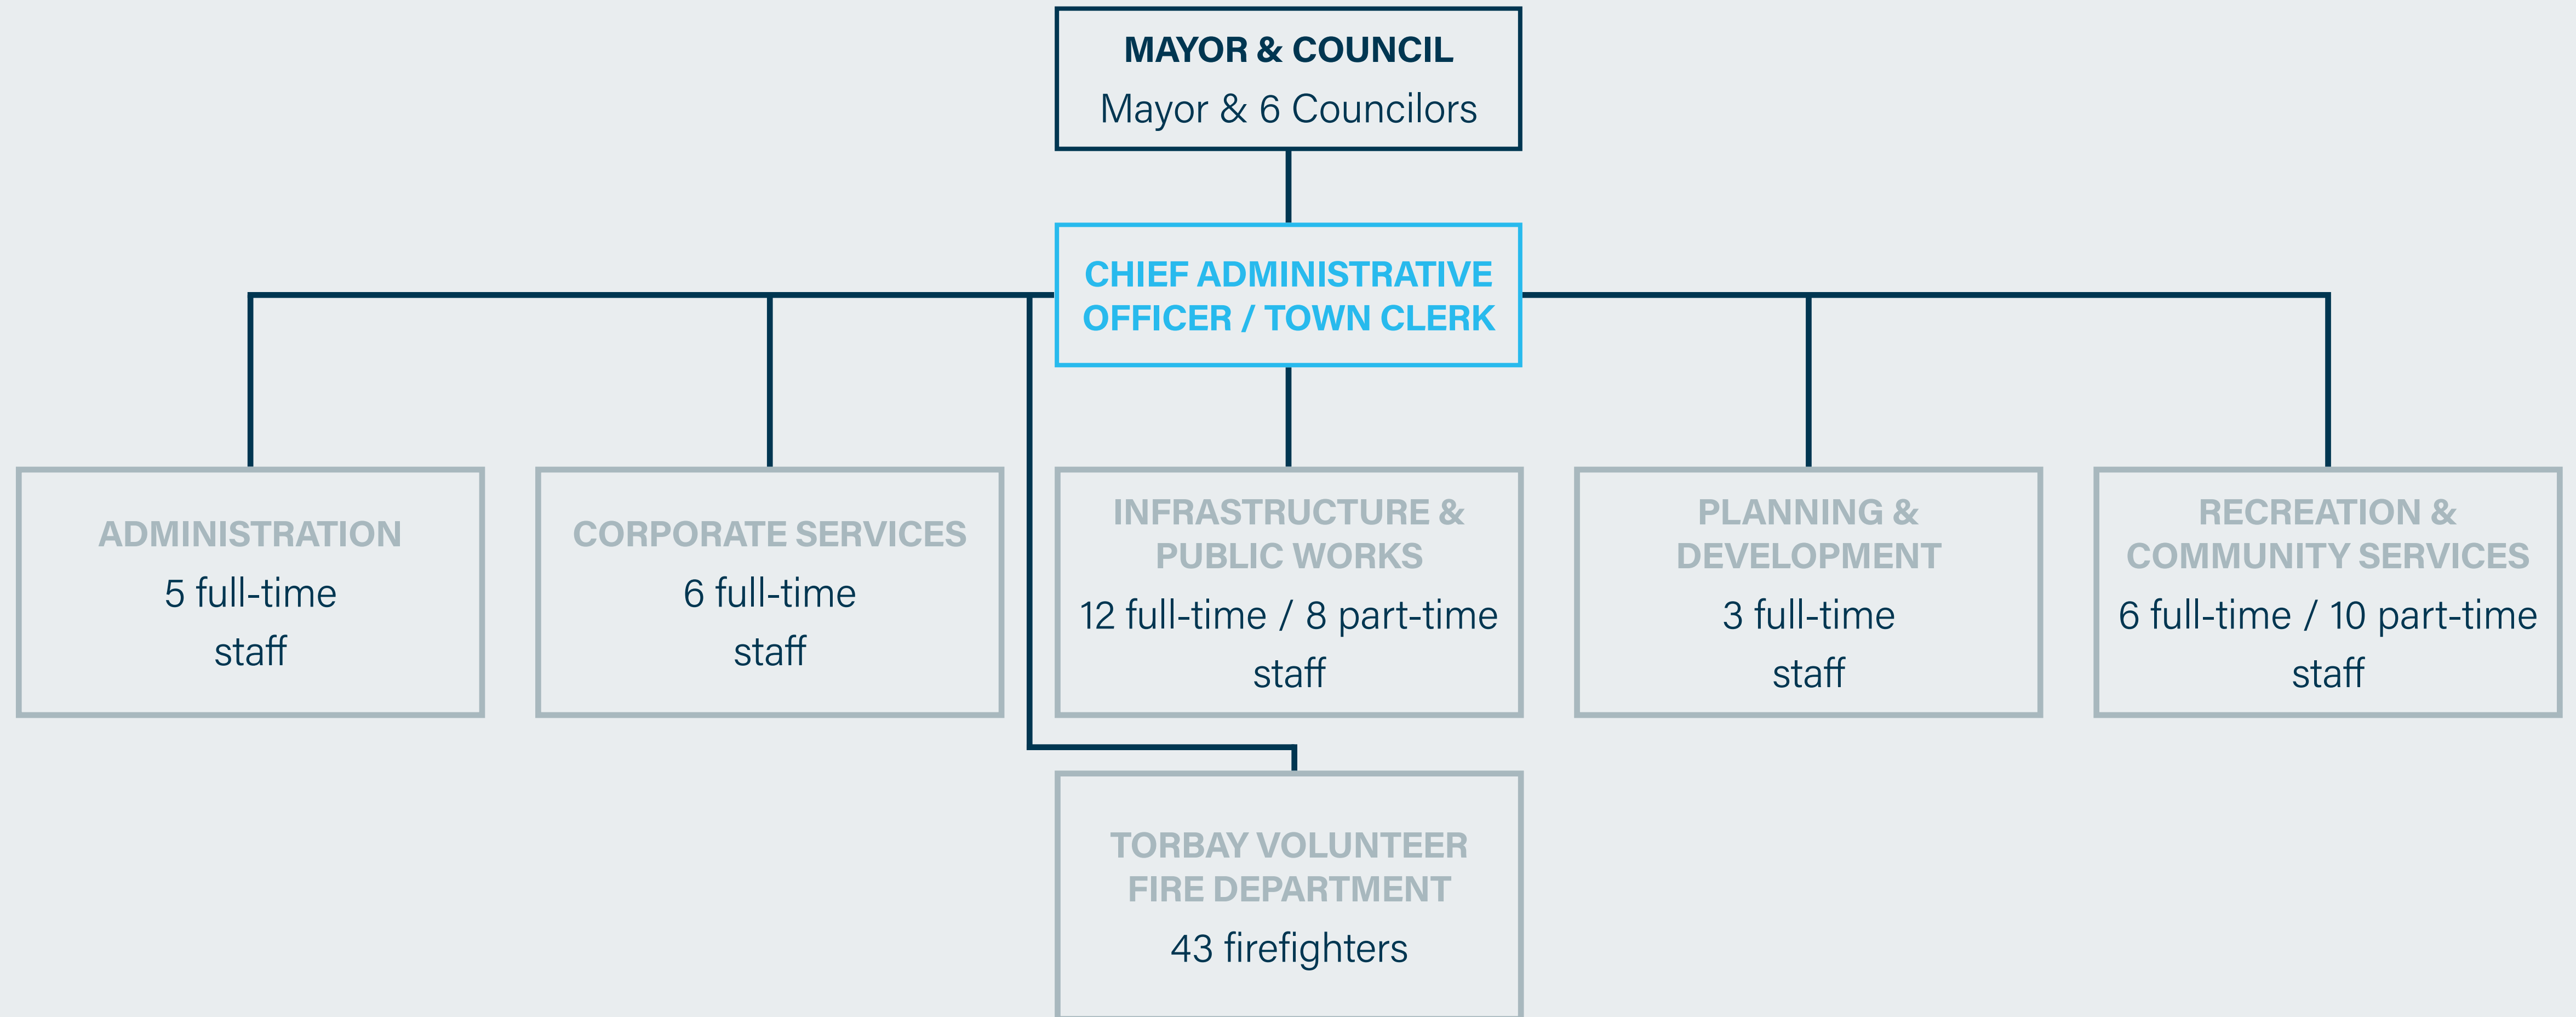 MAYOR & COUNCIL
Mayor & 6 Councilors
CHIEF ADMINISTRATIVE
OFFICER / TOWN CLERK
ADMINISTRATION
5 full-time
staff
CORPORATE SERVICES
6 full-time
staff
INFRASTRUCTURE &
PUBLIC WORKS
12 full-time / 8 part-time
staff
PLANNING &
DEVELOPMENT
3 full-time
staff
RECREATION &
COMMUNITY SERVICES
6 full-time / 10 part-time
staff
TORBAY VOLUNTEER
FIRE DEPARTMENT
43 firefighters